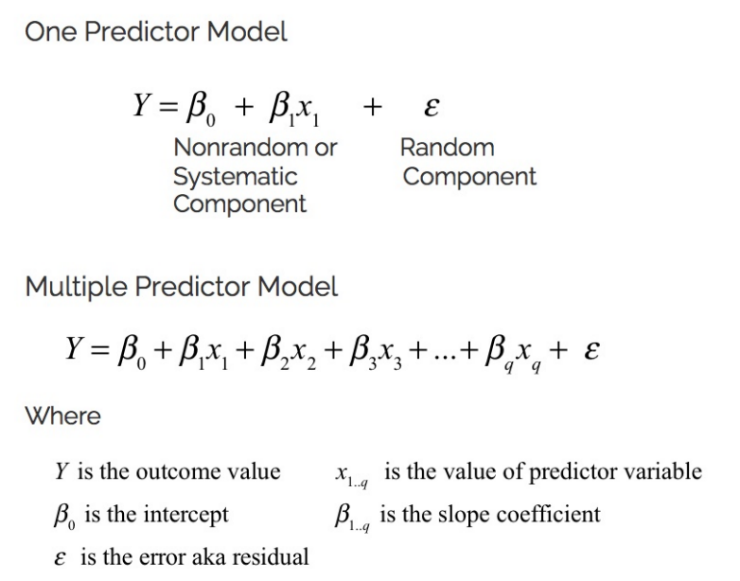 One Predictor Model
Y = β₀ + β₁x₁ + ε
Nonrandom or Random
Systematic Component
Component
Multiple Predictor Model
Y = β₀ + β₁x₁ + β₂x₂ + β₃x₃ + ...+ β_q x_q + ε
Where
Y is the outcome value x₁..q is the value of predictor variable
β₀ is the intercept β₁..q is the slope coefficient
ε is the error aka residual